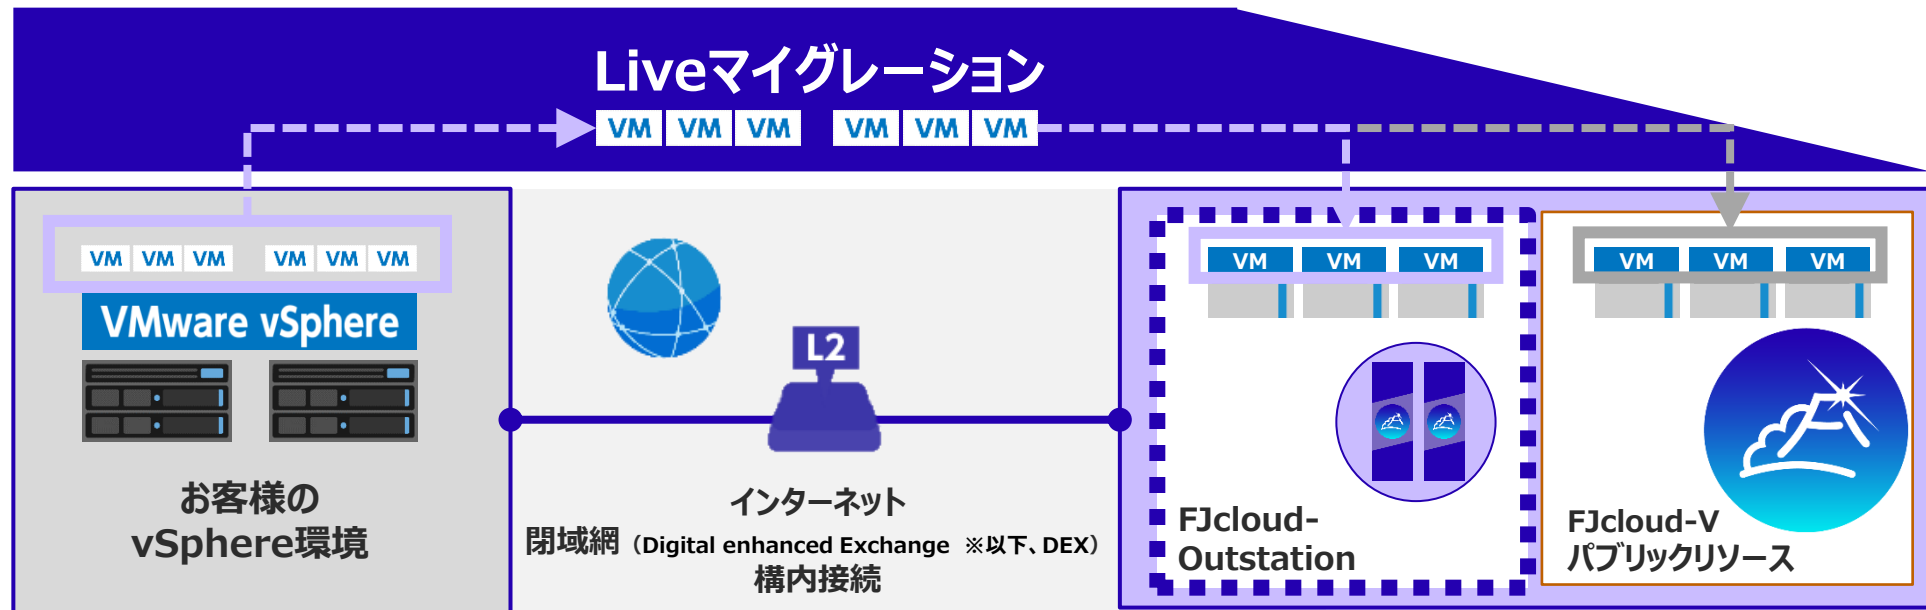 Liveマイグレーション
VM VM VM VM VM VM
VM VM VM VM VM VM
VMware vSphere
お客様の
vSphere環境
L2
インターネット
閉域網（Digital enhanced Exchange ※以下、DEX）
構内接続
VM VM VM
FJcloud-
Outstation
VM VM VM
FJcloud-V
パブリックリソース